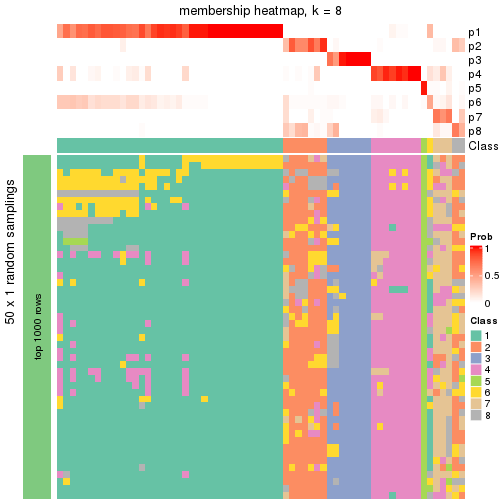 membership heatmap, k = 8
p1
p2
p3
p4
p5
p6
p7
p8
Class
50 x 1 random samplings
top 1000 rows
Prob
1
0.5
0
Class
1
2
3
4
5
6
7
8